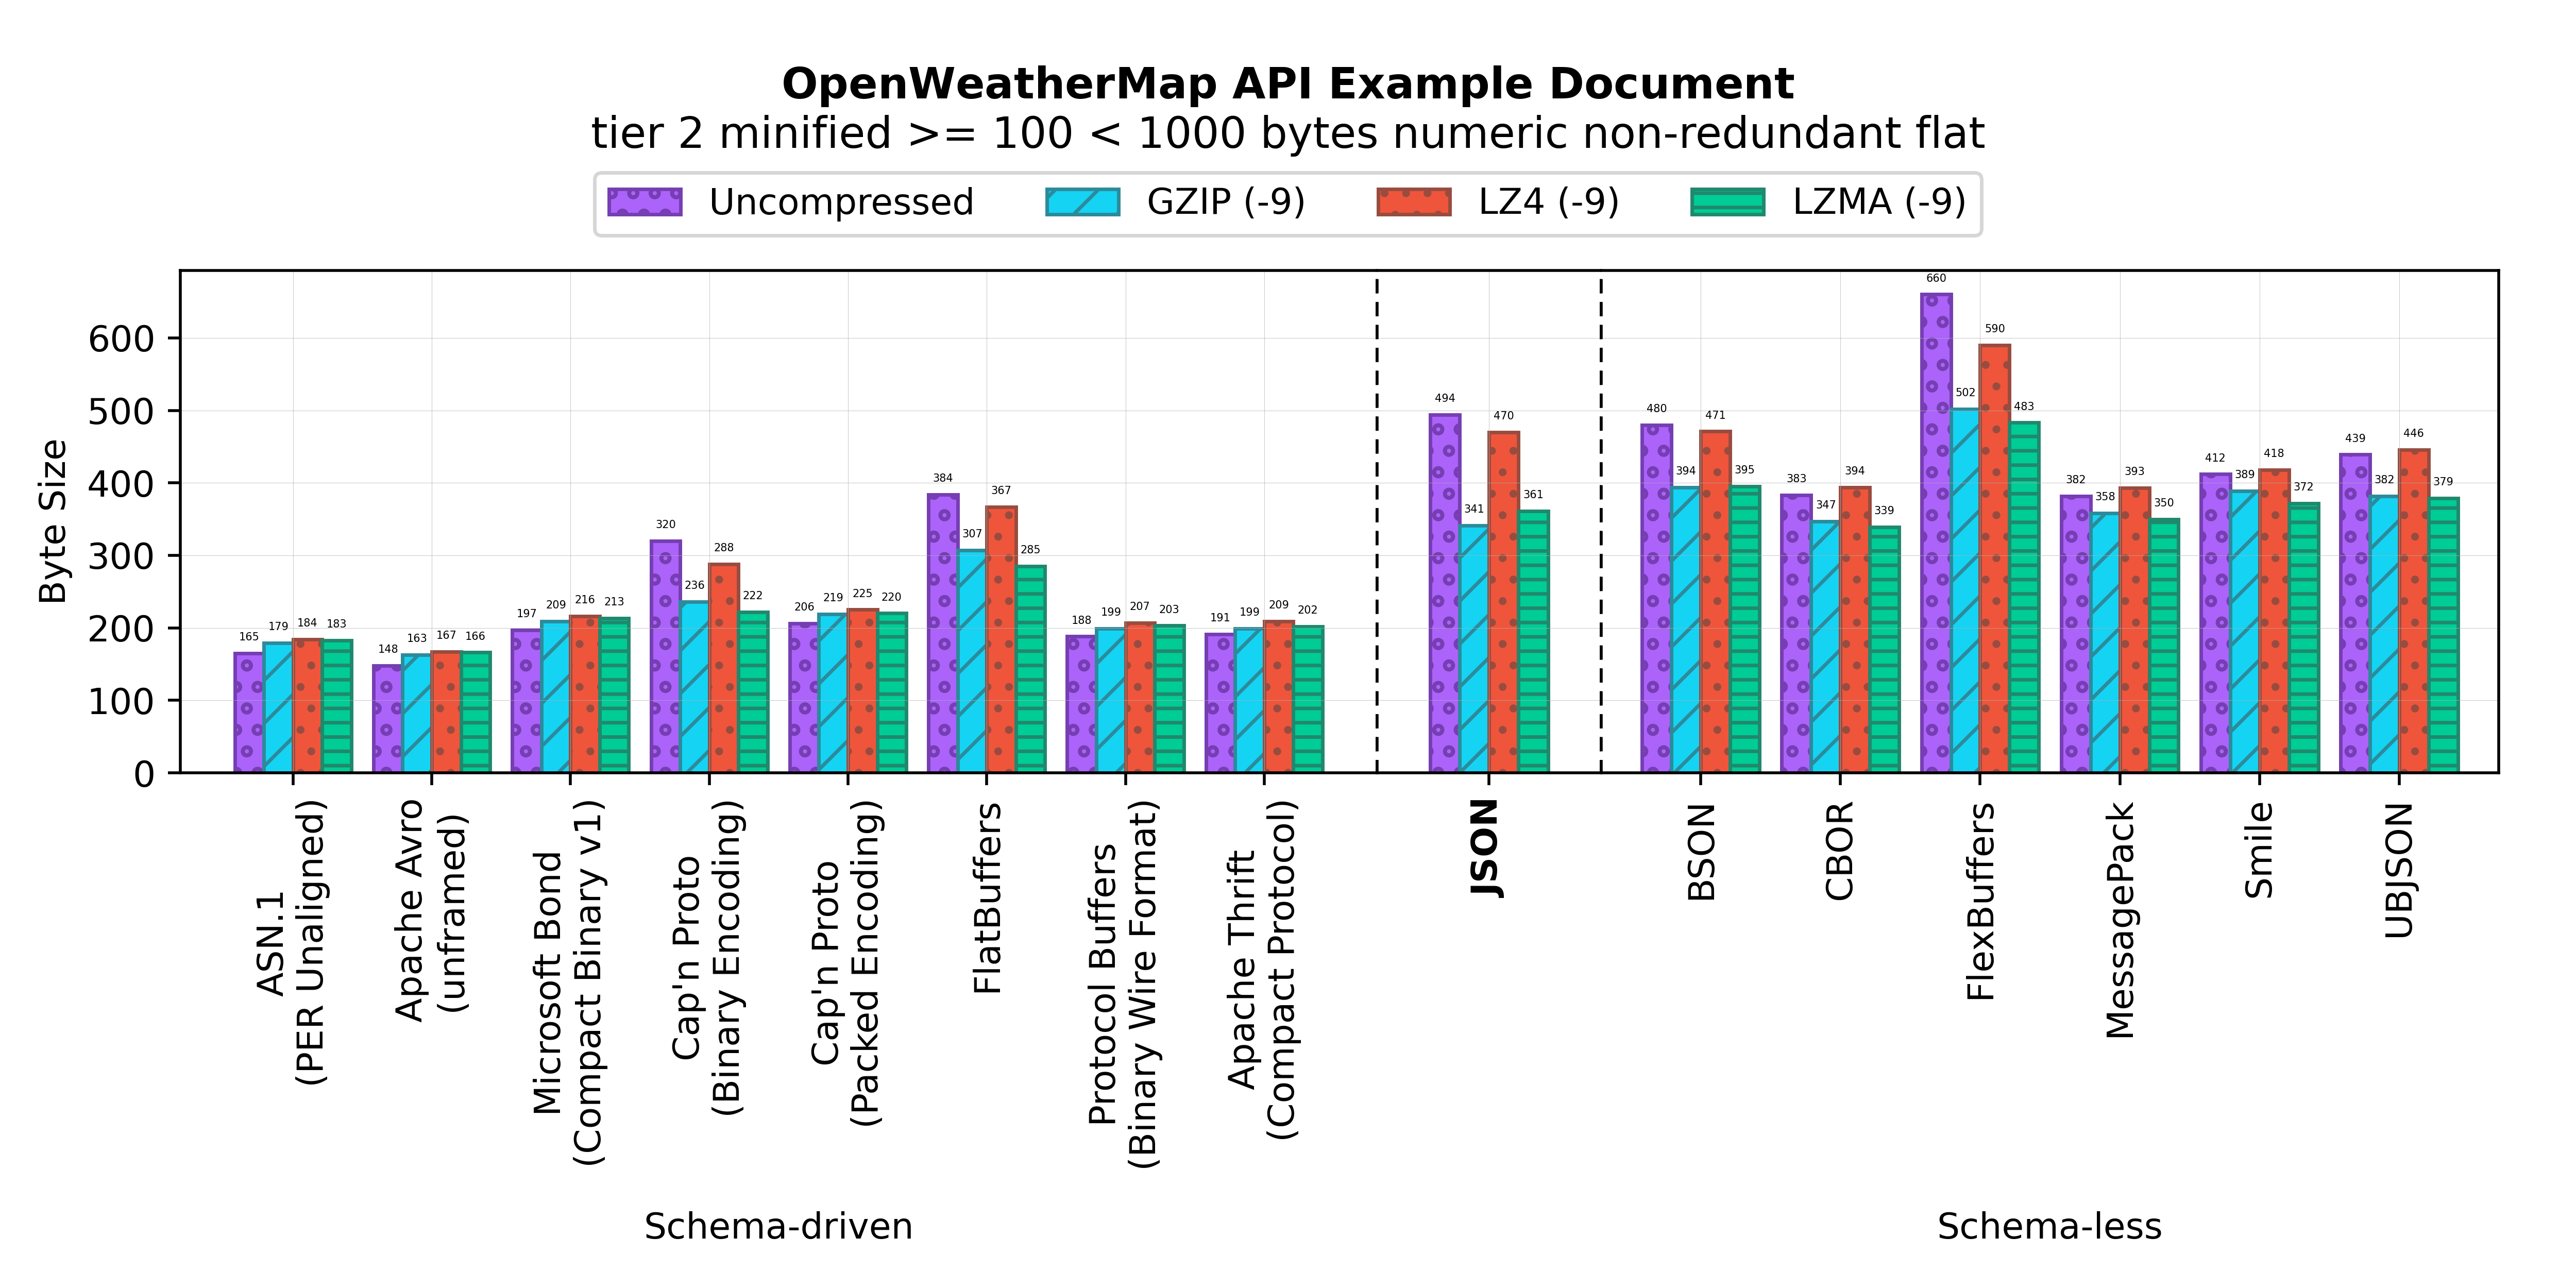 OpenWeatherMap API Example Document
tier 2 minified >= 100 < 1000 bytes numeric non-redundant flat
Uncompressed
GZIP (-9)
LZ4 (-9)
LZMA (-9)
Byte Size
600
500
400
300
200
100
0
165 179 184 183
148 163 167 166
197 209 216 213
320 236 288 222
206 219 225 220
384 307 367 285
188 199 207 203
191 199 209 202
494 341 470 361
480 394 471 395
383 347 394 339
660 502 590 483
382 358 393 350
412 389 418 372
439 382 446 379
ASN.1
(PER Unaligned)
Apache Avro
(unframed)
Microsoft Bond
(Compact Binary v1)
Cap'n Proto
(Binary Encoding)
Cap'n Proto
(Packed Encoding)
FlatBuffers
Protocol Buffers
(Binary Wire Format)
Apache Thrift
(Compact Protocol)
JSON
BSON
CBOR
FlexBuffers
MessagePack
Smile
UBJSON
Schema-driven
Schema-less